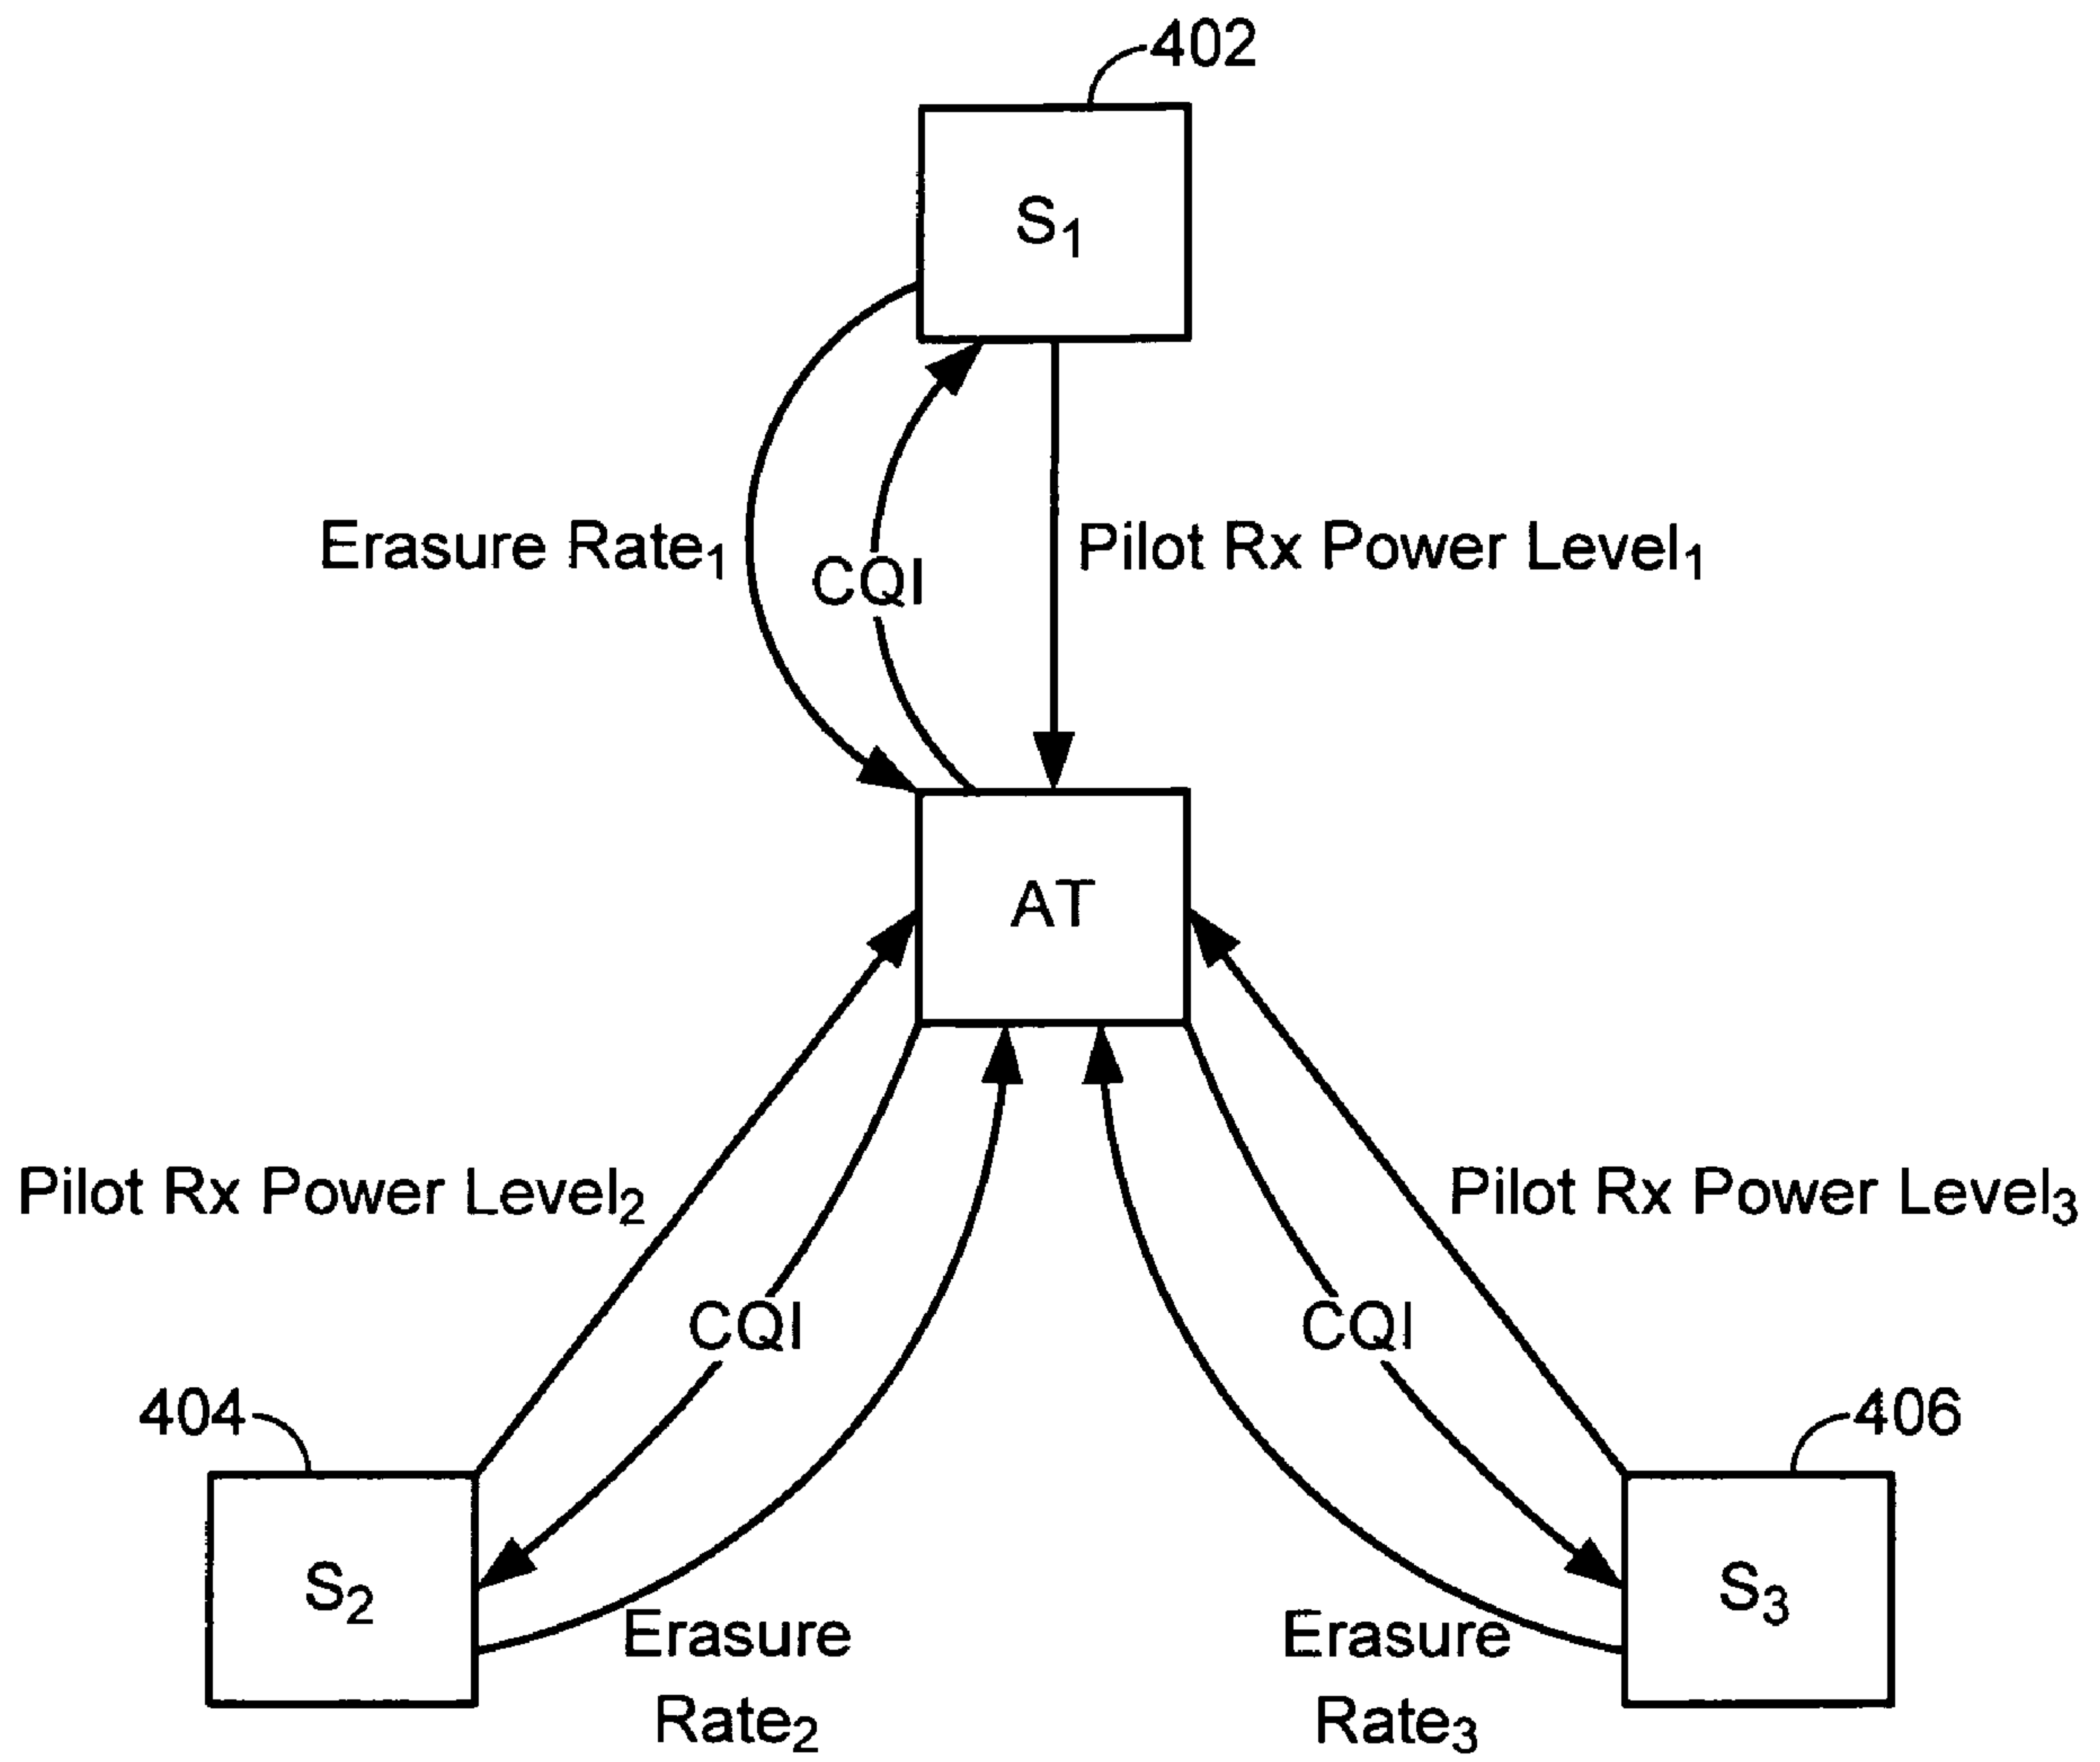 402
S₁
Erasure Rate₁
CQI
Pilot Rx Power Level₁
AT
Pilot Rx Power Level₂
Pilot Rx Power Level₃
CQI
CQI
404
406
S₂
S₃
Erasure
Rate₂
Erasure
Rate₃